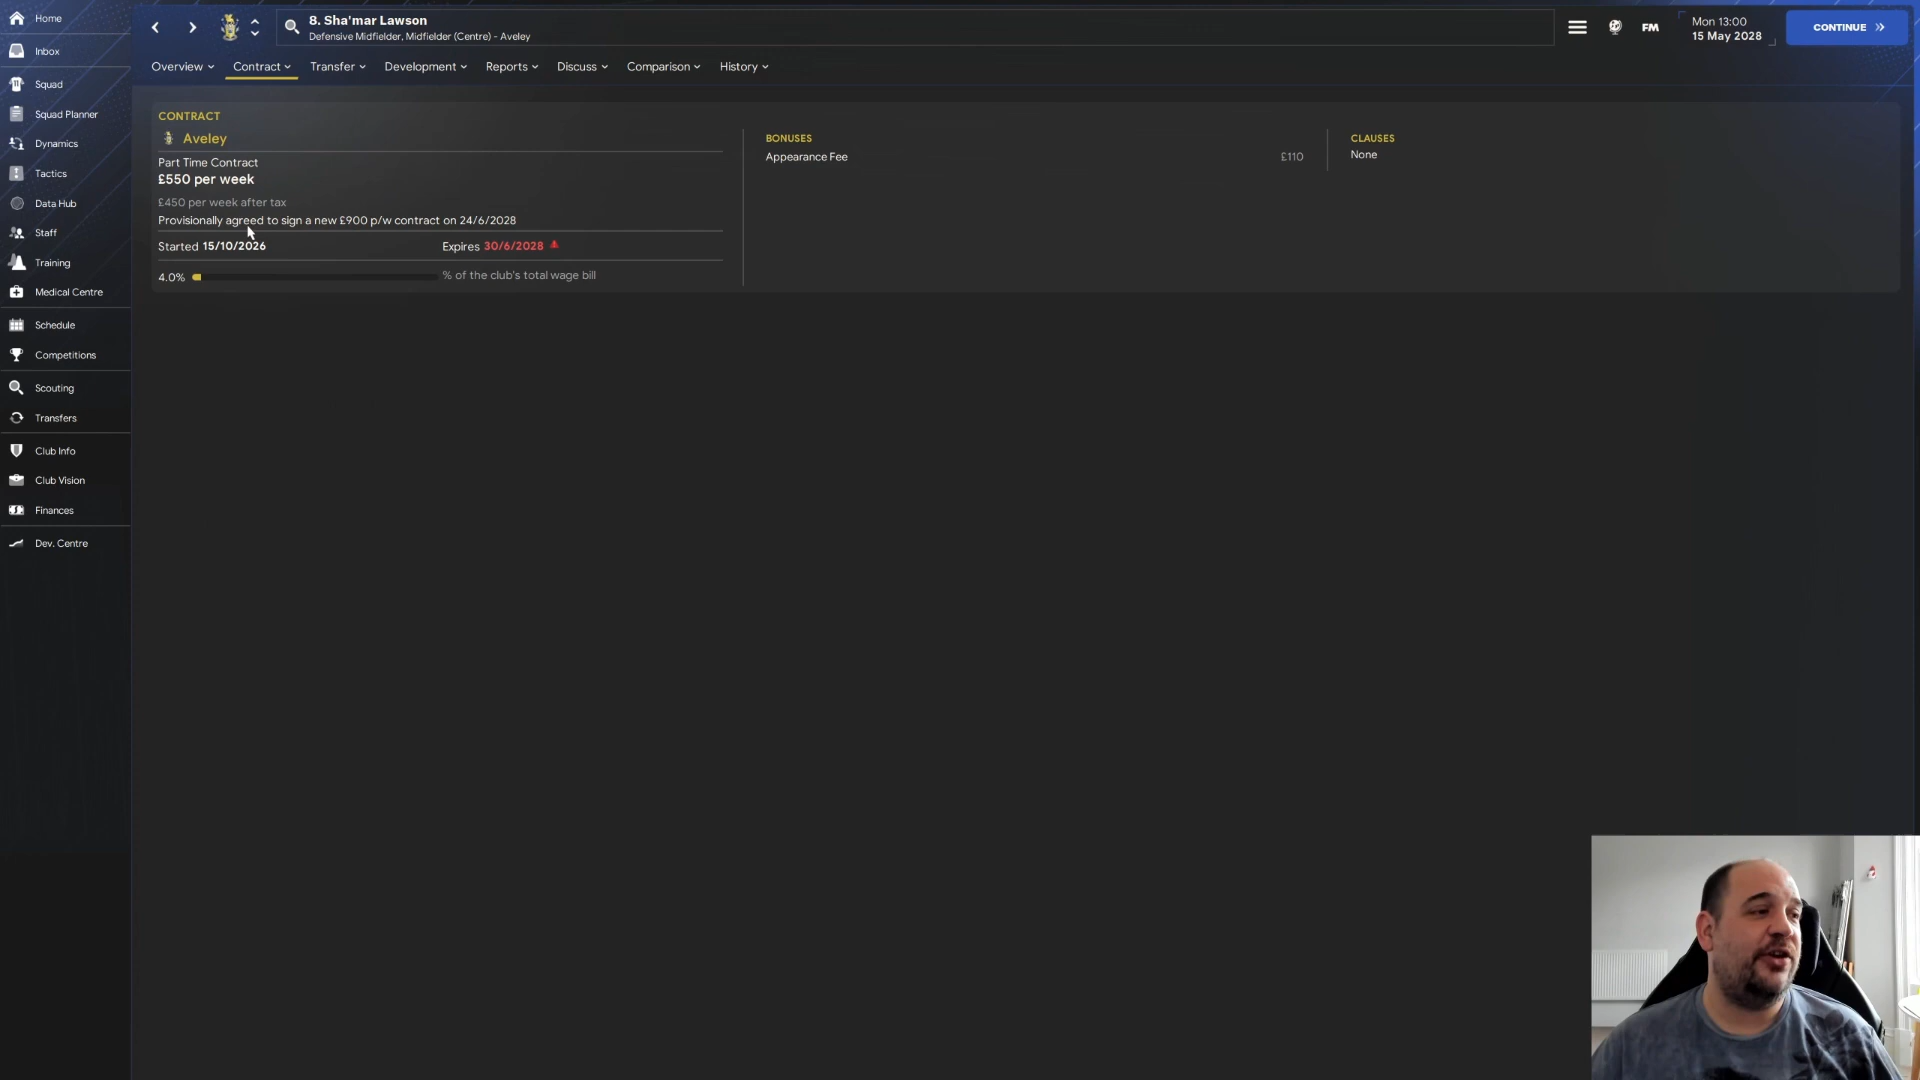 Home
Inbox
Squad
Squad Planner
Dynamics
Tactics
Data Hub
Staff
Training
Medical Centre
Schedule
Competitions
Scouting
Transfers
Club Info
Club Vision
Finances
Dev. Centre
8. Sha'mar Lawson
Defensive Midfielder, Midfielder (Centre) - Aveley
FM
Mon 13:00
15 May 2028
CONTINUE
Overview Contract Transfer Development Reports Discuss Comparison History
CONTRACT
Aveley
Part Time Contract
£550 per week
£450 per week after tax
Provisionally agreed to sign a new £900 p/w contract on 24/6/2028
Started 15/10/2026 Expires 30/6/2028
4.0% % of the club's total wage bill
BONUSES
Appearance Fee £110
CLAUSES
None